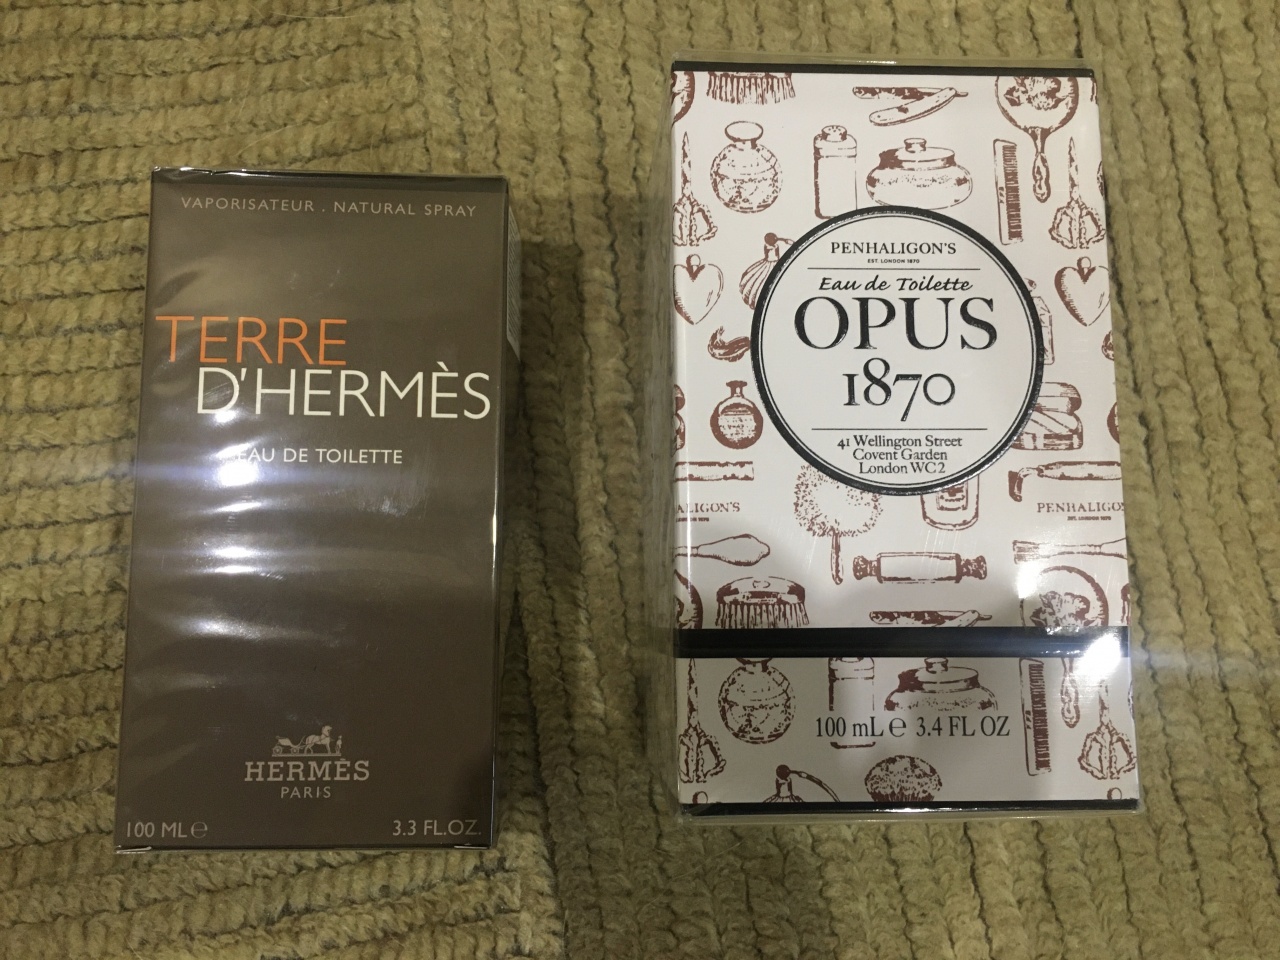 VAPORISATEUR . NATURAL SPRAY
TERRE
D'HERMÈS
EAU DE TOILETTE
HERMÈS
PARIS
100 ML e
3.3 FL.OZ.
PENHALIGON'S
EST. LONDON 1870
Eau de Toilette
OPUS
1870
41 Wellington Street
Covent Garden
London WC2
ALIGON'S
PENHALIGON'S
EST. LONDON 1870
100 mL e 3.4 FL OZ